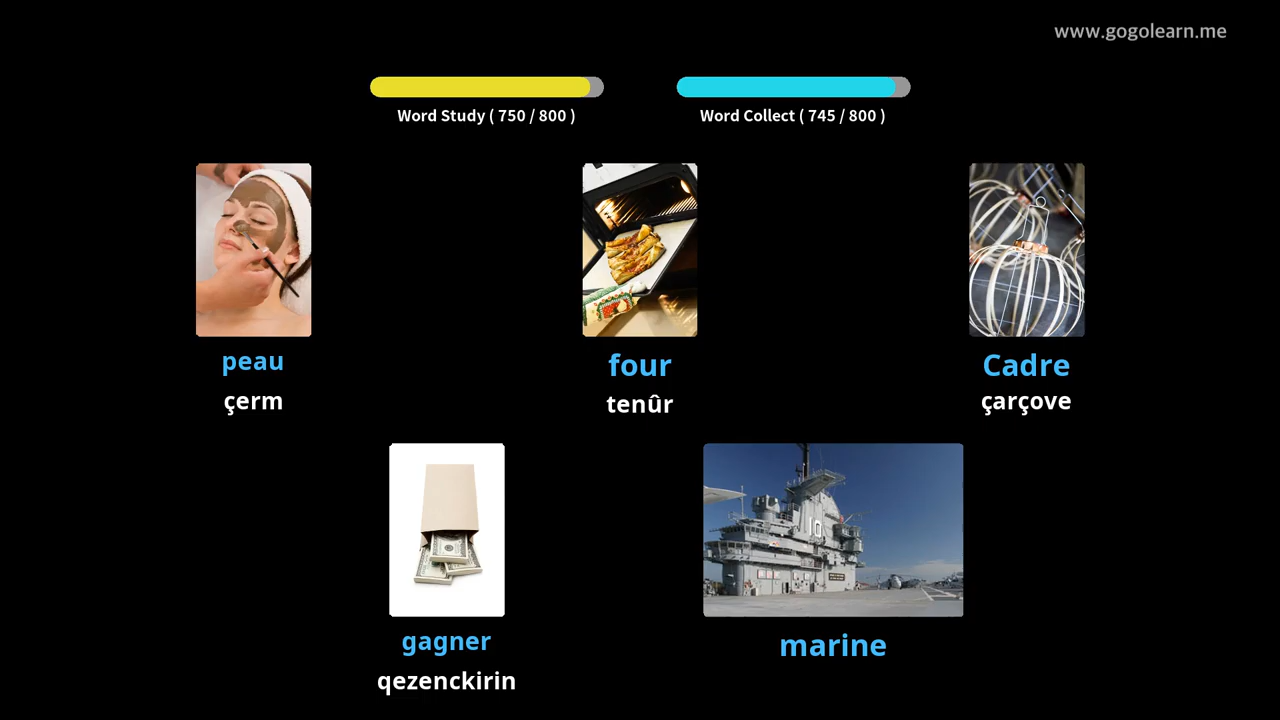 www.gogolearn.me
Word Study ( 750 / 800 )
Word Collect ( 745 / 800 )
peau
çerm
four
tenûr
Cadre
çarçove
gagner
qezenckirin
10
marine